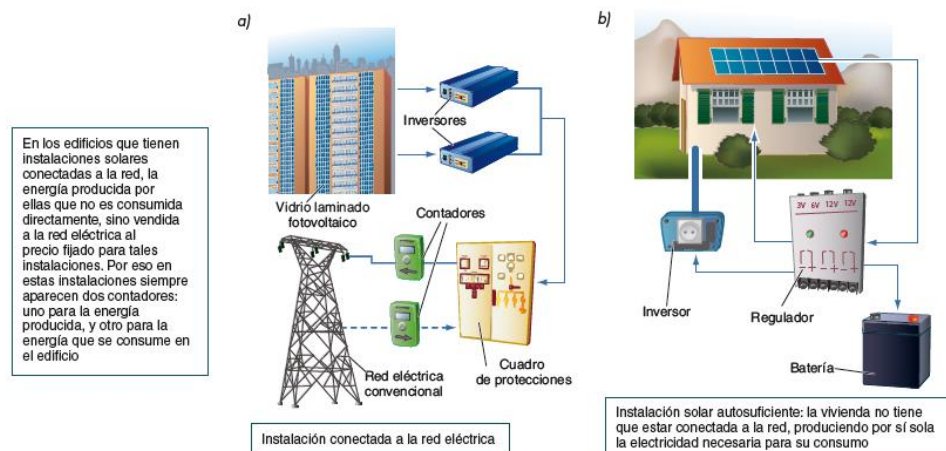 En los edificios que tienen
instalaciones solares
conectadas a la red, la
energía producida por
ellas que no es consumida
directamente, sino vendida
a la red eléctrica al
precio fijado para tales
instalaciones. Por eso en
estas instalaciones siempre
aparecen dos contadores:
uno para la energía
producida, y otro para la
energía que se consume en
el edificio
a)
Inversores
Vidrio laminado
fotovoltaico
Contadores
Red eléctrica
convencional
Cuadro
de protecciones
Instalación conectada a la red eléctrica
b)
3V 6V 12V 12V
Inversor
Regulador
Batería
Instalación solar autosuficiente: la vivienda no tiene
que estar conectada a la red, produciendo por sí sola
la electricidad necesaria para su consumo